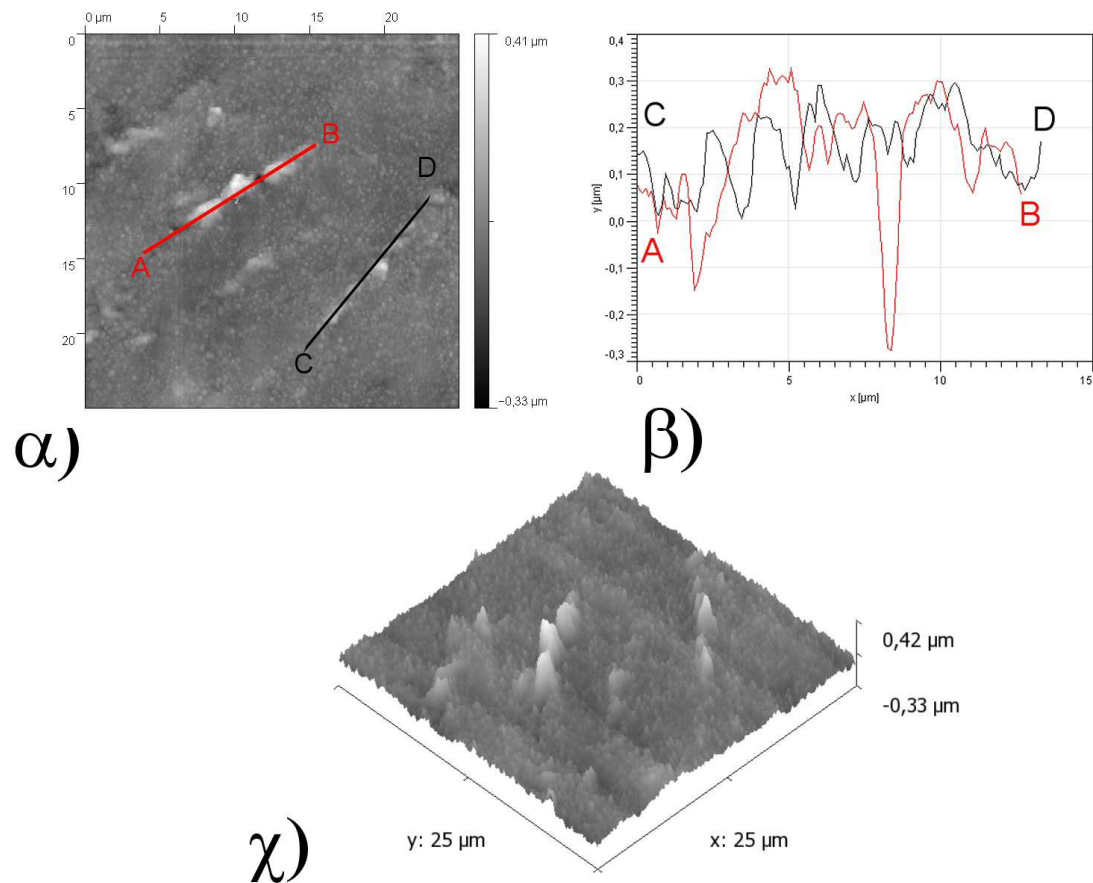 0 µm 5 10 15 20
0
5
10
15
20
A
B
C
D
0,41 µm
−0,33 µm
α)
0,4
0,3
0,2
0,1
0,0
-0,1
-0,2
-0,3
y [µm]
0 5 10 15
x [µm]
C
D
A
B
β)
0,42 µm
-0,33 µm
y: 25 µm
x: 25 µm
χ)